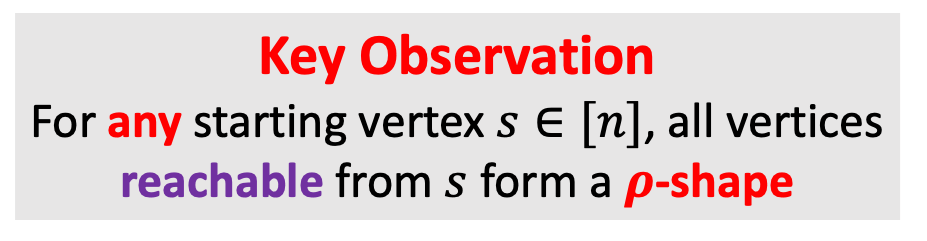 Key Observation
For any starting vertex s ∈ [n], all vertices
reachable from s form a ρ-shape